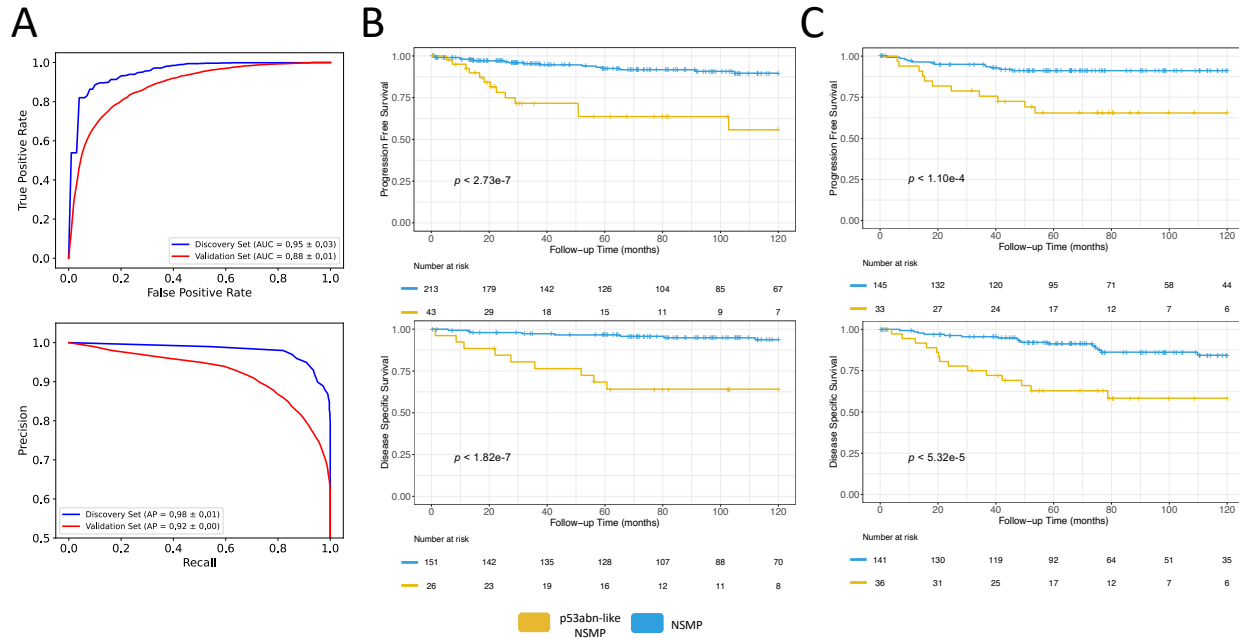 A
B
C
0.0
0.2
0.4
0.6
0.8
1.0
True Positive Rate
Discovery Set (AUC = 0,95 ± 0,03)
Validation Set (AUC = 0,88 ± 0,01)
0.0 0.2 0.4 0.6 0.8 1.0
False Positive Rate
1.0
0.9
0.8
0.7
0.6
0.5
Precision
Discovery Set (AP = 0,98 ± 0,01)
Validation Set (AP = 0,92 ± 0,00)
0.0 0.2 0.4 0.6 0.8 1.0
Recall
Progression Free Survival
1.00
0.75
0.50
0.25
0.00
p < 2.73e-7
0 20 40 60 80 100 120
Follow-up Time (months)
Number at risk
213 179 142 126 104 85 67
43 29 18 15 11 9 7
Disease Specific Survival
1.00
0.75
0.50
0.25
0.00
p < 1.82e-7
0 20 40 60 80 100 120
Follow-up Time (months)
Number at risk
151 142 135 128 107 88 70
26 23 19 16 12 11 8
Progression Free Survival
1.00
0.75
0.50
0.25
0.00
p < 1.10e-4
0 20 40 60 80 100 120
Follow-up Time (months)
Number at risk
145 132 120 95 71 58 44
33 27 24 17 12 7 6
Disease Specific Survival
1.00
0.75
0.50
0.25
0.00
p < 5.32e-5
0 20 40 60 80 100 120
Follow-up Time (months)
Number at risk
141 130 119 92 64 51 35
36 31 25 17 12 7 6
p53abn-like
NSMP
NSMP